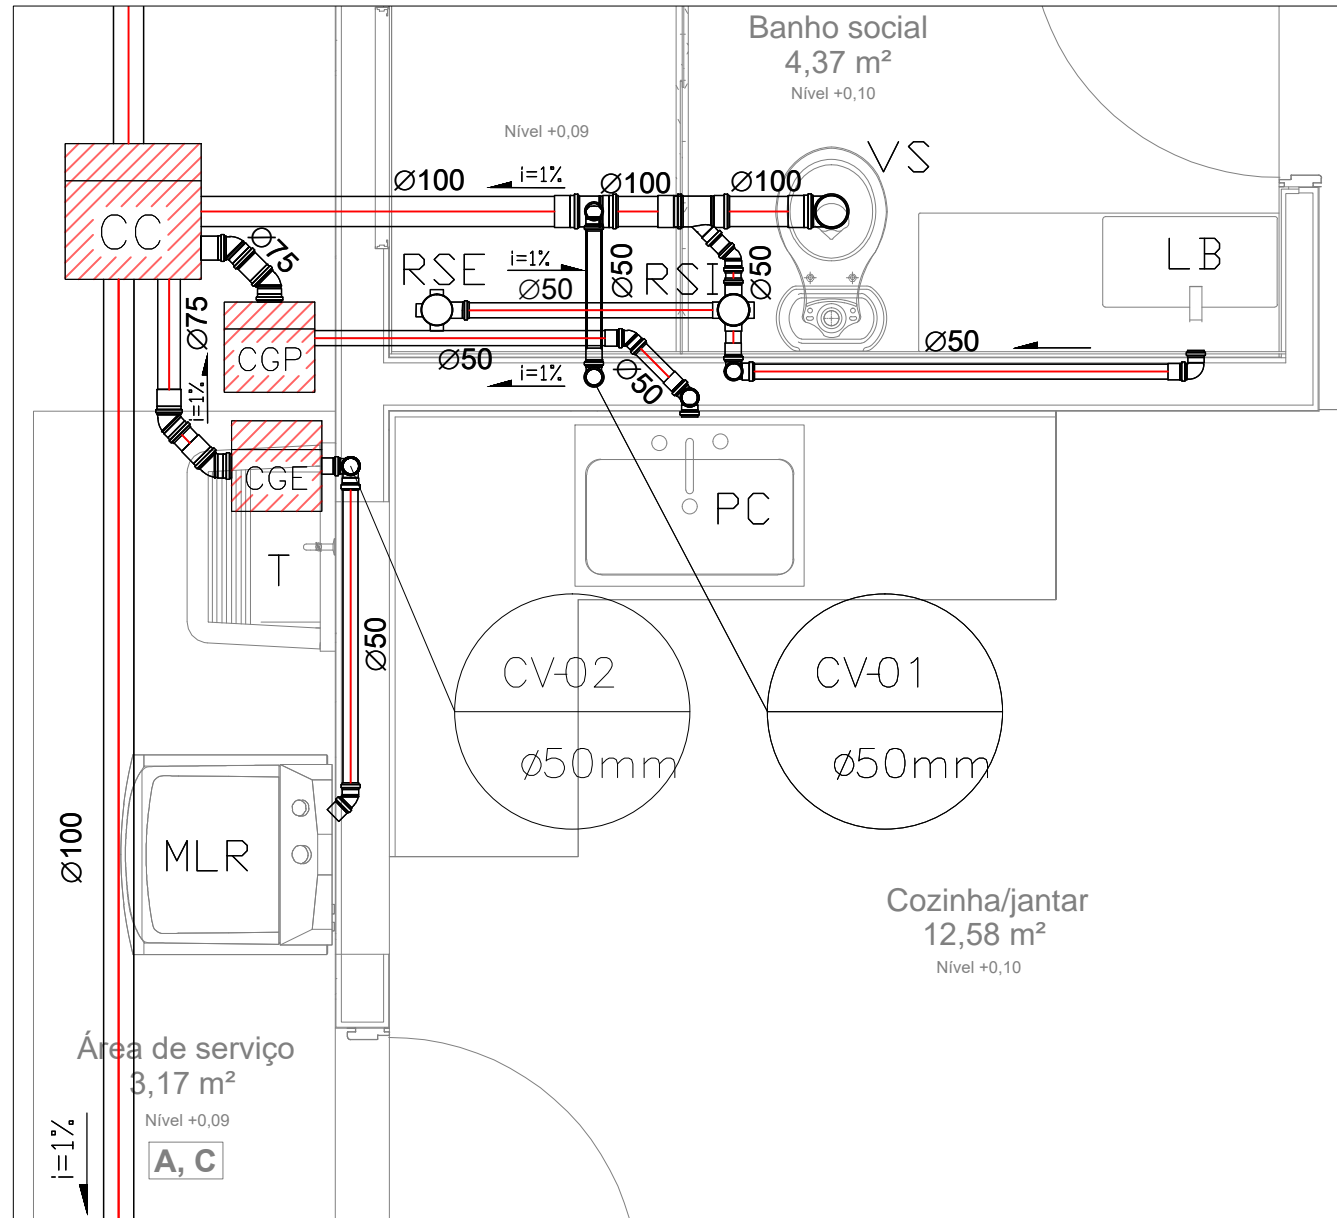 Banho social
4,37 m²
Nível +0,10
Nível +0,09
VS
Ø100
i=1%
Ø100
Ø100
CC
Ø75
RSE
i=1%
Ø50
Ø50
RSI
Ø50
LB
Ø75
i=1%
CGP
Ø50
i=1%
Ø50
Ø50
CGE
T
PC
Ø50
CV-02
ø50mm
CV-01
ø50mm
MLR
Ø100
Cozinha/jantar
12,58 m²
Nível +0,10
Área de serviço
3,17 m²
Nível +0,09
A, C
i=1%